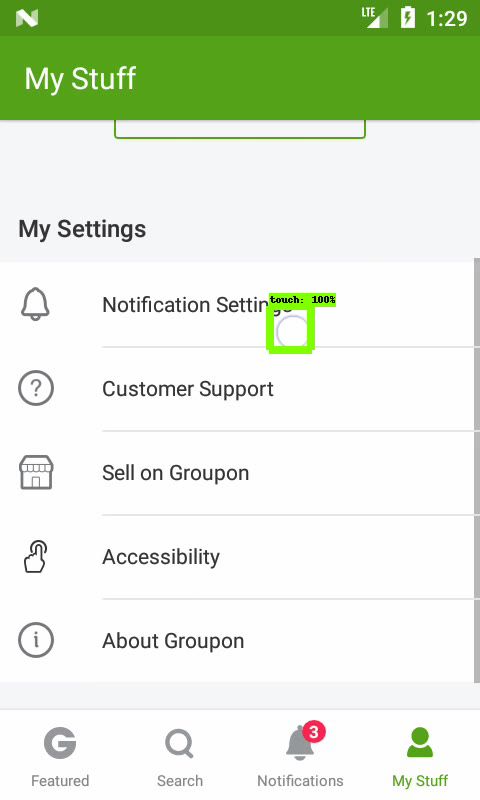 LTE 1:29
My Stuff
My Settings
touch: 100%
Notification Settings
Customer Support
Sell on Groupon
Accessibility
About Groupon
3
Featured Search Notifications My Stuff